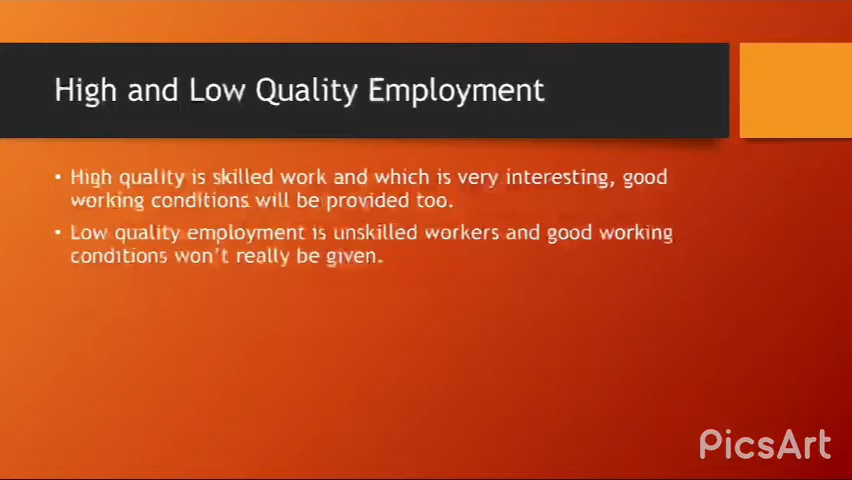 High and Low Quality Employment
• High quality is skilled work and which is very interesting, good
working conditions will be provided too.
• Low quality employment is unskilled workers and good working
conditions won't really be given.
PicsArt